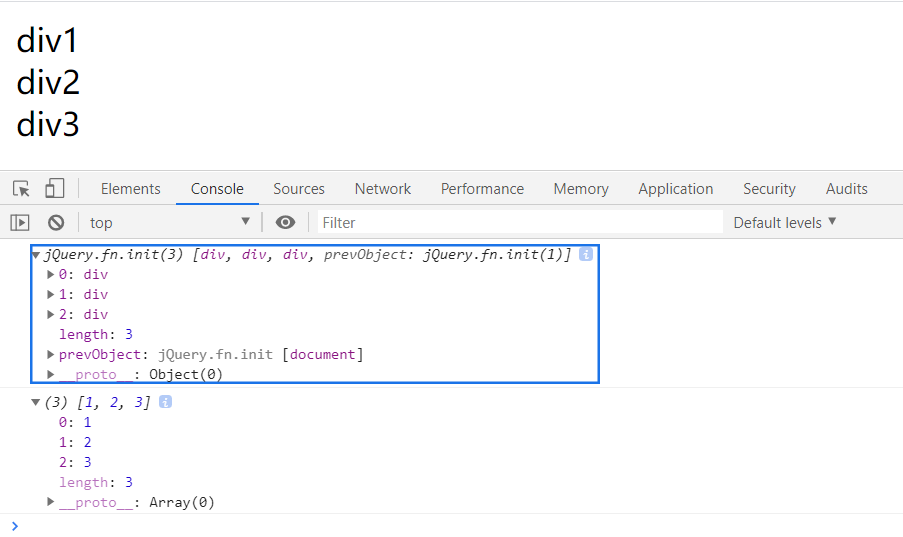 div1
div2
div3
Elements Console Sources Network Performance Memory Application Security Audits
top Filter Default levels
jQuery.fn.init(3) [div, div, div, prevObject: jQuery.fn.init(1)]
0: div
1: div
2: div
length: 3
prevObject: jQuery.fn.init [document]
__proto__: Object(0)
(3) [1, 2, 3]
0: 1
1: 2
2: 3
length: 3
__proto__: Array(0)